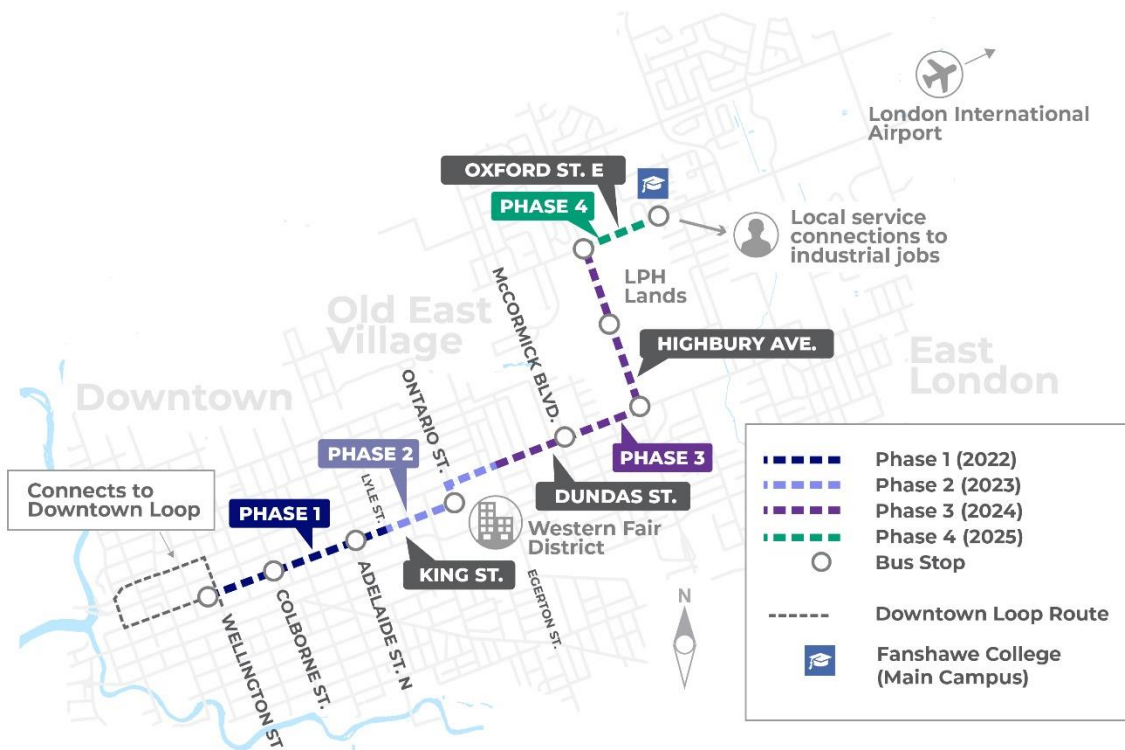 London International
Airport
OXFORD ST. E
PHASE 4
Local service
connections to
industrial jobs
McCORMICK BLVD.
LPH
Lands
Old East
Village
HIGHBURY AVE.
East
London
Downtown
ONTARIO ST.
PHASE 2
PHASE 3
Connects to
Downtown Loop
LYLE ST.
DUNDAS ST.
PHASE 1
Western Fair
District
KING ST.
EGERTON ST.
ADELAIDE ST. N
COLBORNE ST.
WELLINGTON ST
N
Phase 1 (2022)
Phase 2 (2023)
Phase 3 (2024)
Phase 4 (2025)
Bus Stop
Downtown Loop Route
Fanshawe College
(Main Campus)